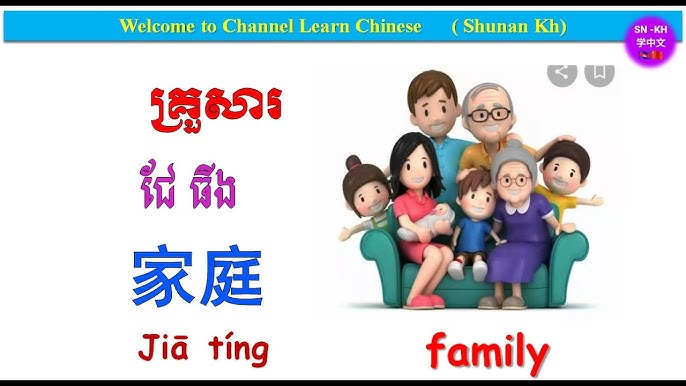 Welcome to Channel Learn Chinese ( Shunan Kh)
SN -KH
学中文
គ្រួសារ
ជែ ធីង
家庭
Jiā tíng
family